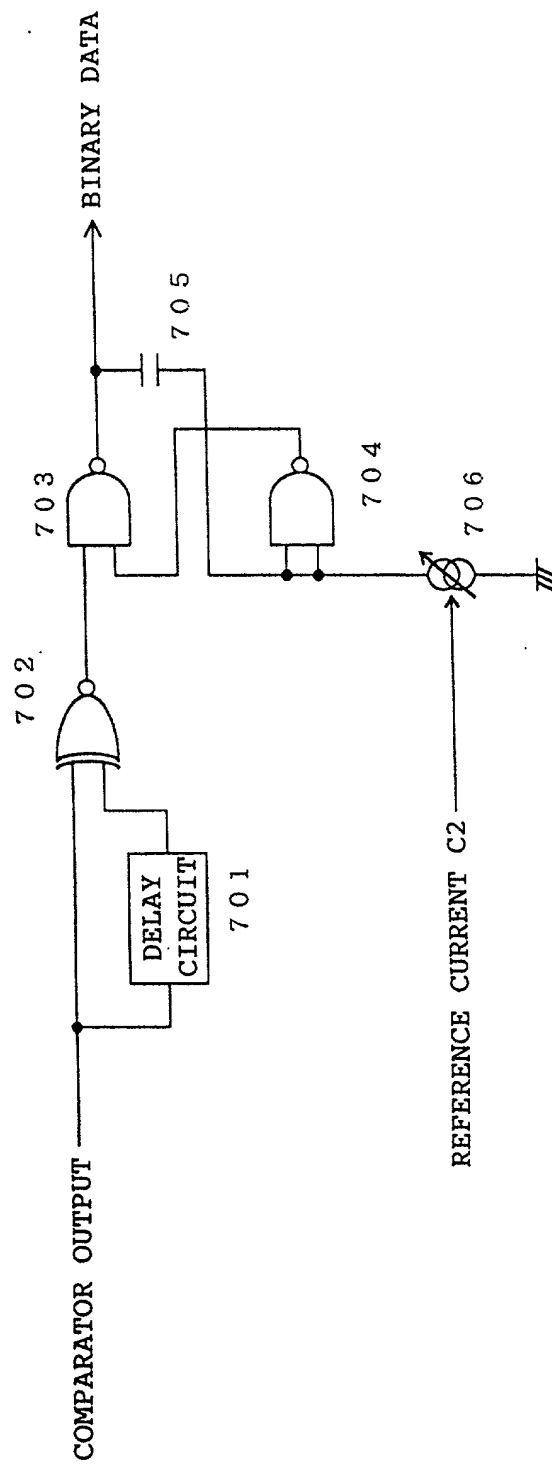 COMPARATOR OUTPUT
DELAY
CIRCUIT
701
702
703
704
705
706
REFERENCE CURRENT C2
BINARY DATA